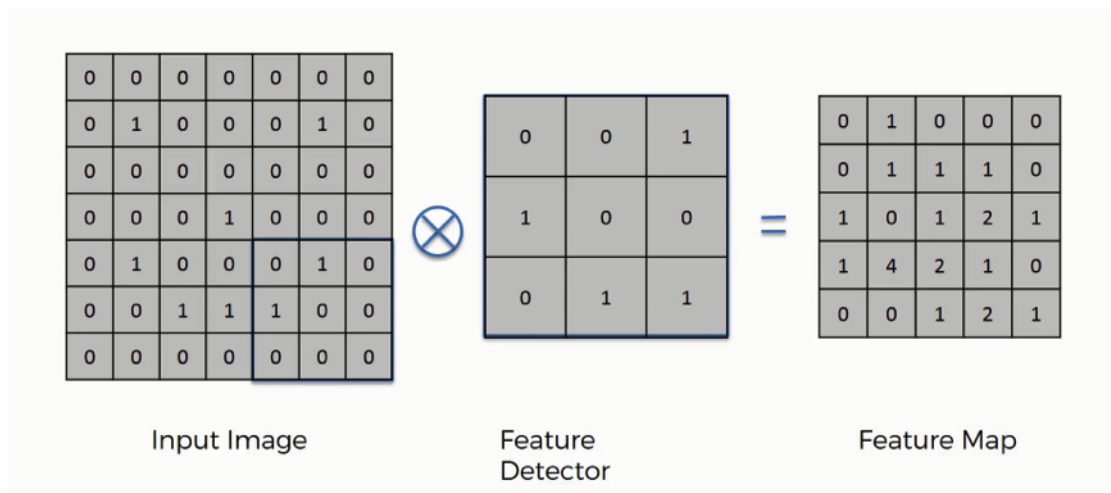 0 0 0 0 0 0 0
0 1 0 0 0 1 0
0 0 0 0 0 0 0
0 0 0 1 0 0 0
0 1 0 0 0 1 0
0 0 1 1 1 0 0
0 0 0 0 0 0 0
0 0 1
1 0 0
0 1 1
=
0 1 0 0 0
0 1 1 1 0
1 0 1 2 1
1 4 2 1 0
0 0 1 2 1
Input Image
Feature
Detector
Feature Map